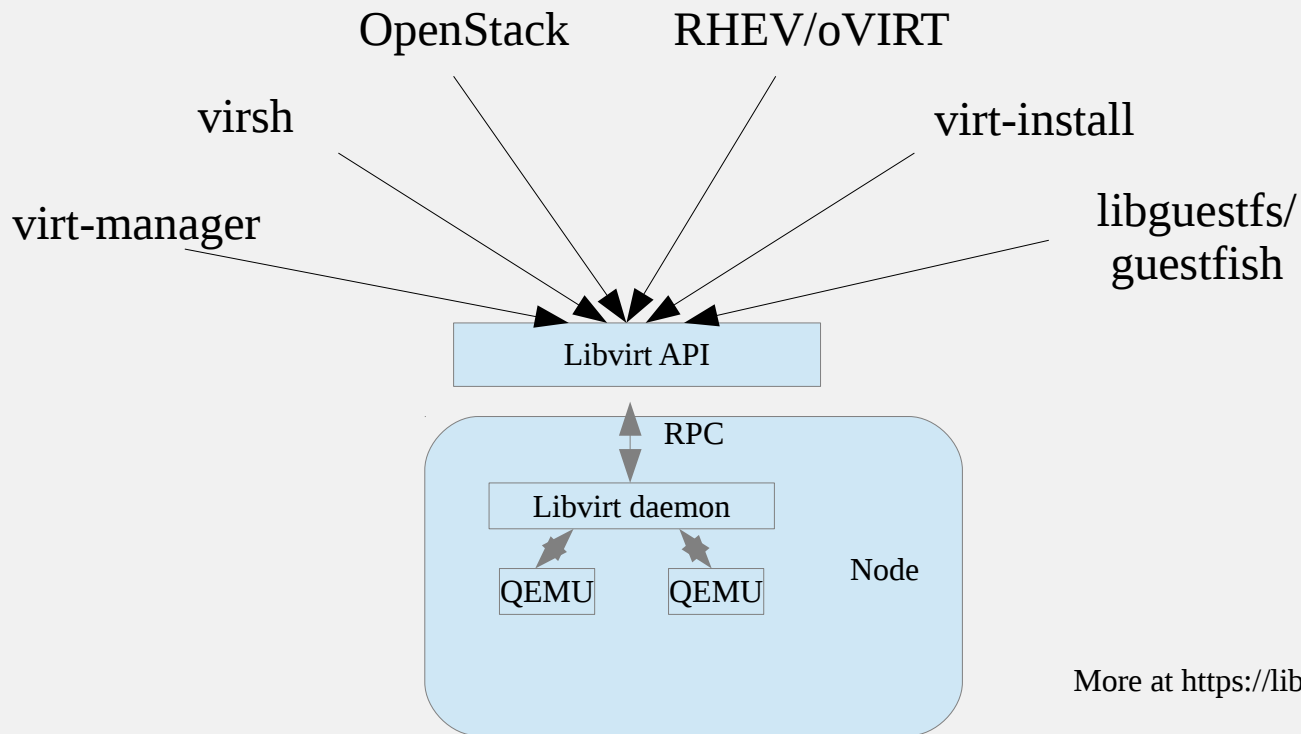 OpenStack
RHEV/oVIRT
virsh
virt-install
virt-manager
libguestfs/
guestfish
Libvirt API
RPC
Libvirt daemon
QEMU
QEMU
Node
More at https://lib